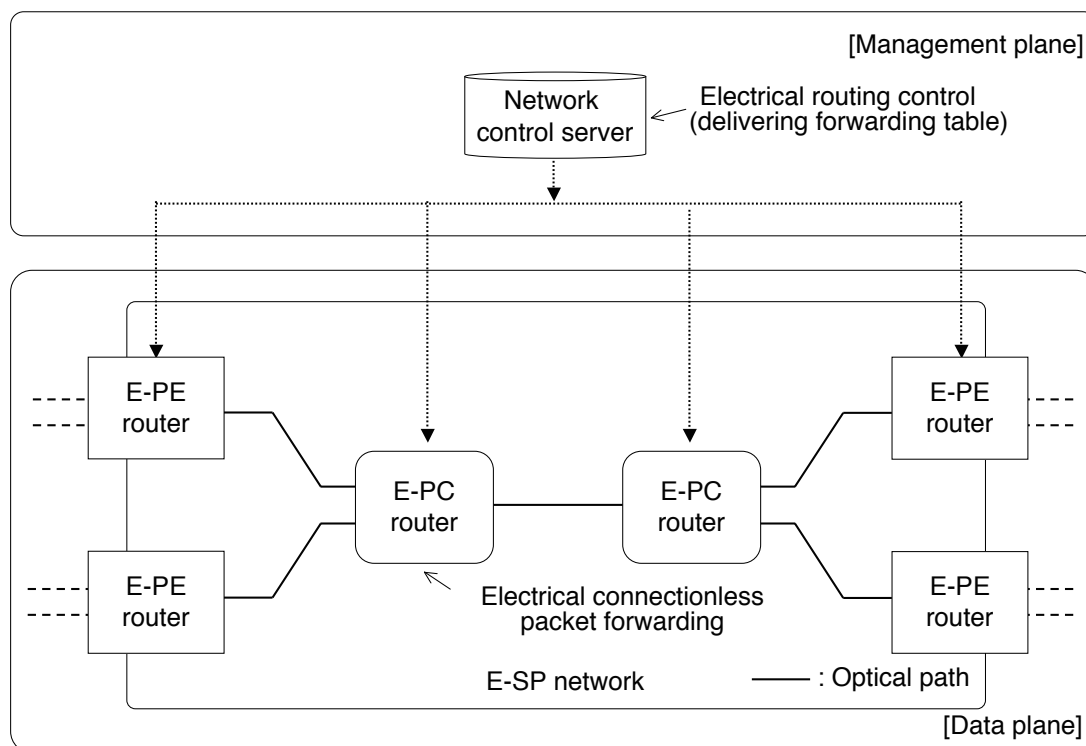 [Management plane]
Network
control server
Electrical routing control
(delivering forwarding table)
E-PE
router
E-PE
router
E-PC
router
E-PC
router
E-PE
router
E-PE
router
Electrical connectionless
packet forwarding
E-SP network
: Optical path
[Data plane]